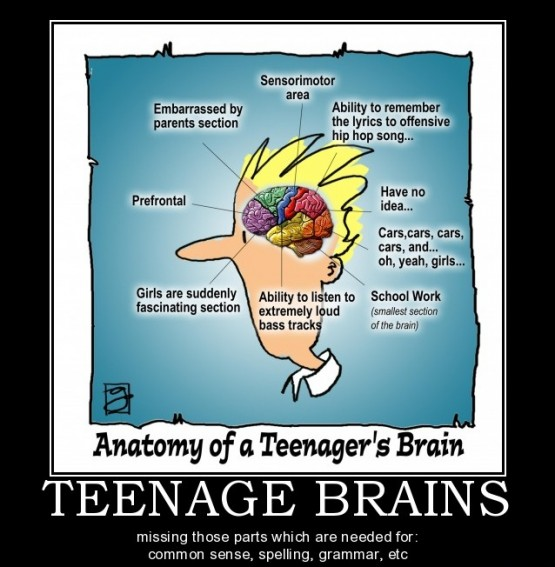 Sensorimotor
area
Embarrassed by
parents section
Ability to remember
the lyrics to offensive
hip hop song...
Prefrontal
Have no
idea...
Cars,cars, cars,
cars, and...
oh, yeah, girls...
Girls are suddenly
fascinating section
Ability to listen to
extremely loud
bass tracks
School Work
(smallest section
of the brain)
Anatomy of a Teenager's Brain
TEENAGE BRAINS
missing those parts which are needed for:
common sense, spelling, grammar, etc